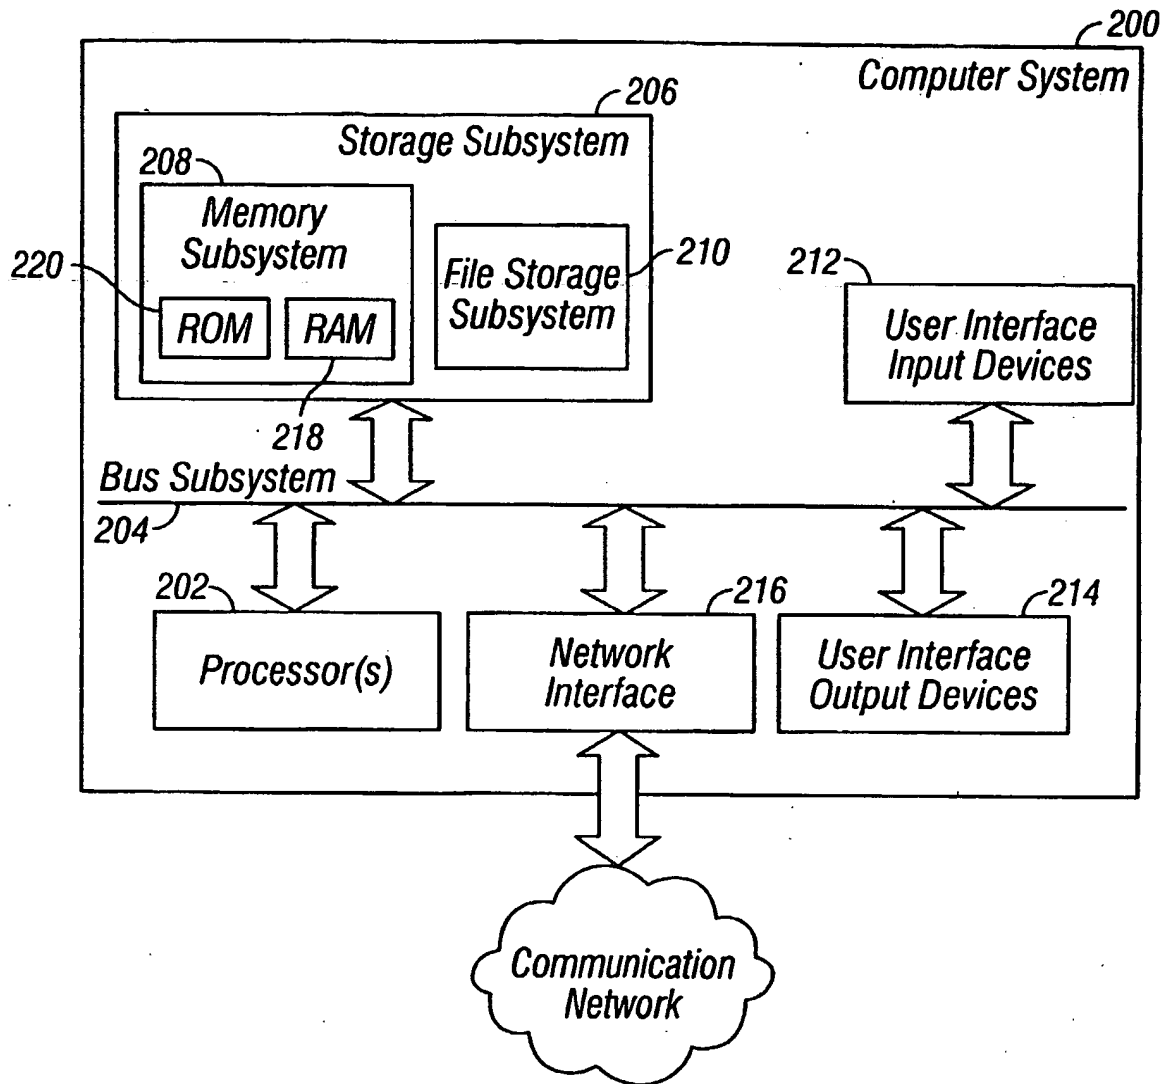 200
Computer System
206
Storage Subsystem
208
Memory
Subsystem
220
ROM
RAM
218
File Storage
Subsystem
210
212
User Interface
Input Devices
Bus Subsystem
204
202
Processor(s)
216
Network
Interface
214
User Interface
Output Devices
Communication
Network